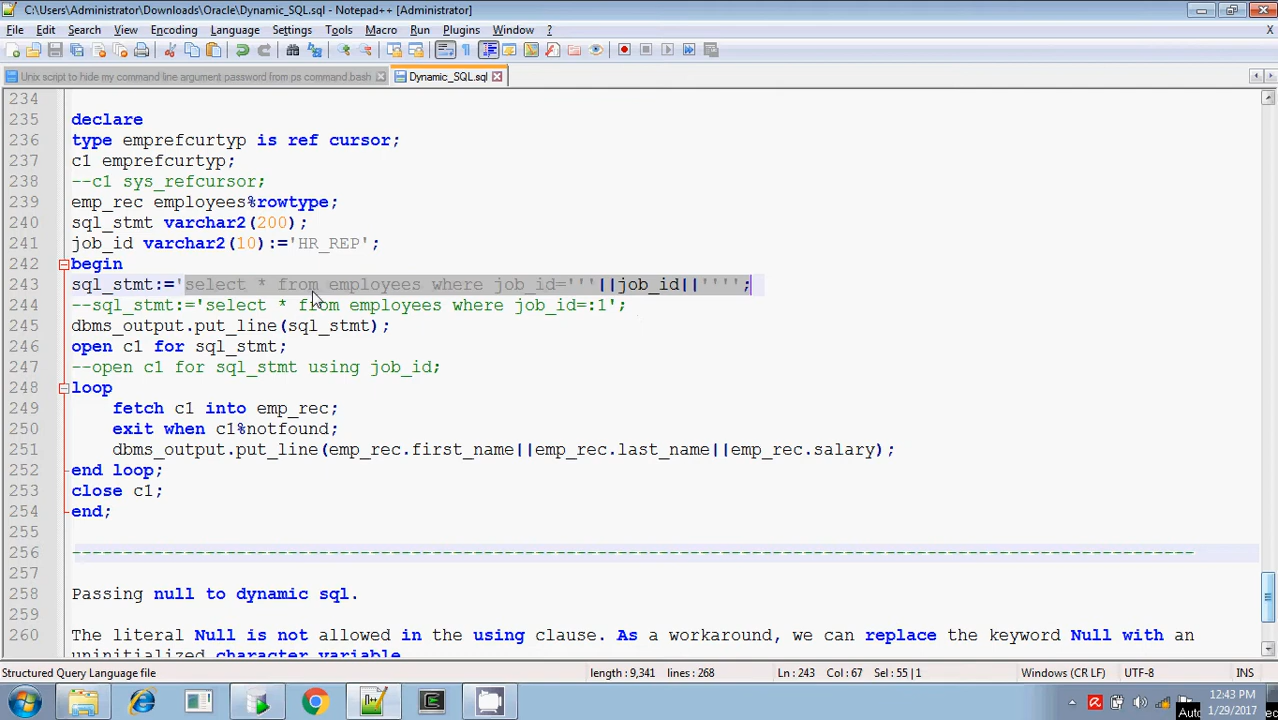 C:\Users\Administrator\Downloads\Oracle\Dynamic_SQL.sql - Notepad++ [Administrator]
File Edit Search View Encoding Language Settings Tools Macro Run Plugins Window ? X
Unix script to hide my command line argument password from ps command.bash Dynamic_SQL.sql
234
235 declare
236 type emprefcurtyp is ref cursor;
237 c1 emprefcurtyp;
238 --c1 sys_refcursor;
239 emp_rec employees%rowtype;
240 sql_stmt varchar2(200);
241 job_id varchar2(10):='HR_REP';
242 begin
243 sql_stmt:='select * from employees where job_id='''||job_id||'''';
244 --sql_stmt:='select * from employees where job_id=:1';
245 dbms_output.put_line(sql_stmt);
246 open c1 for sql_stmt;
247 --open c1 for sql_stmt using job_id;
248 loop
249 fetch c1 into emp_rec;
250 exit when c1%notfound;
251 dbms_output.put_line(emp_rec.first_name||emp_rec.last_name||emp_rec.salary);
252 end loop;
253 close c1;
254 end;
255
256 -------------------------------------------------------------------------------------------------------------
257
258 Passing null to dynamic sql.
259
260 The literal Null is not allowed in the using clause. As a workaround, we can replace the keyword Null with an
uninitialized character variable
Structured Query Language file length : 9,341 lines : 268 Ln : 243 Col : 67 Sel : 55 | 1 Windows (CR LF) UTF-8 INS
12:43 PM
1/29/2017